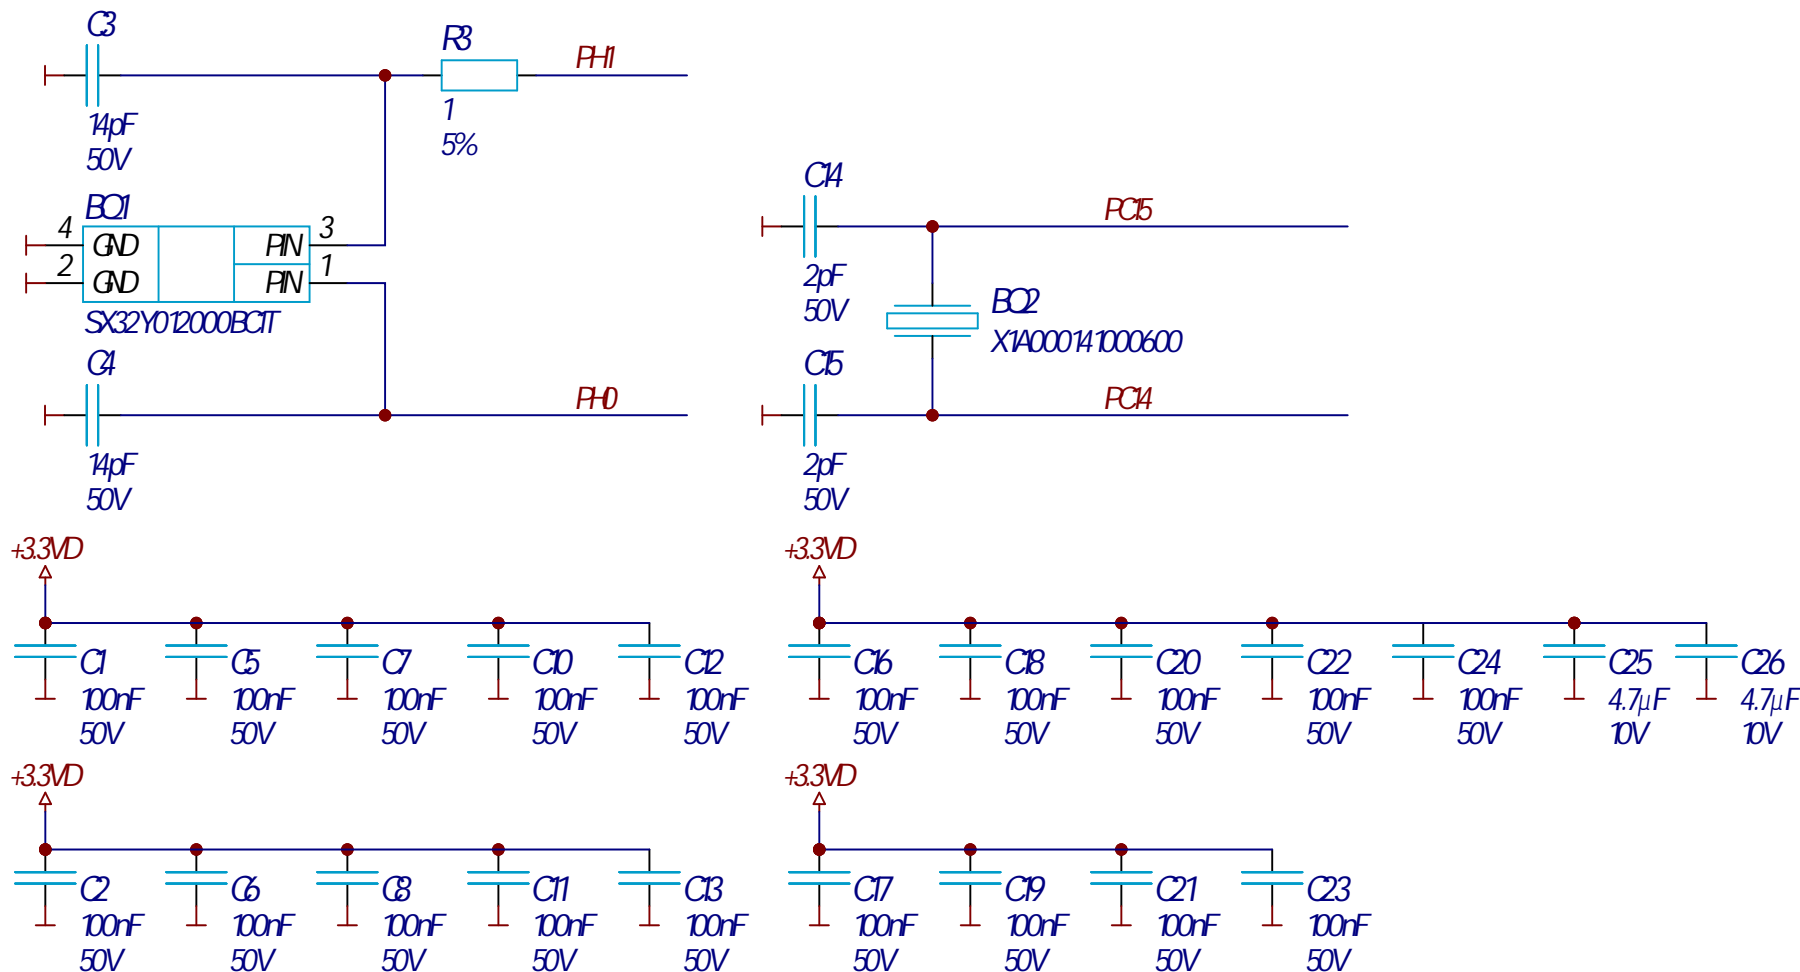 C3
14pF
50V
R3
1
5%
PH1
BQ1
4 GND PIN 3
2 GND PIN 1
SX32Y012000BC1T
C4
14pF
50V
PH0
C14
2pF
50V
PC15
BQ2
X1A000141000600
C15
2pF
50V
PC14
+3.3VD
C1
100nF
50V
C5
100nF
50V
C7
100nF
50V
C10
100nF
50V
C12
100nF
50V
+3.3VD
C16
100nF
50V
C18
100nF
50V
C20
100nF
50V
C22
100nF
50V
C24
100nF
50V
C25
4.7μF
10V
C26
4.7μF
10V
+3.3VD
C2
100nF
50V
C6
100nF
50V
C8
100nF
50V
C11
100nF
50V
C13
100nF
50V
+3.3VD
C17
100nF
50V
C19
100nF
50V
C21
100nF
50V
C23
100nF
50V